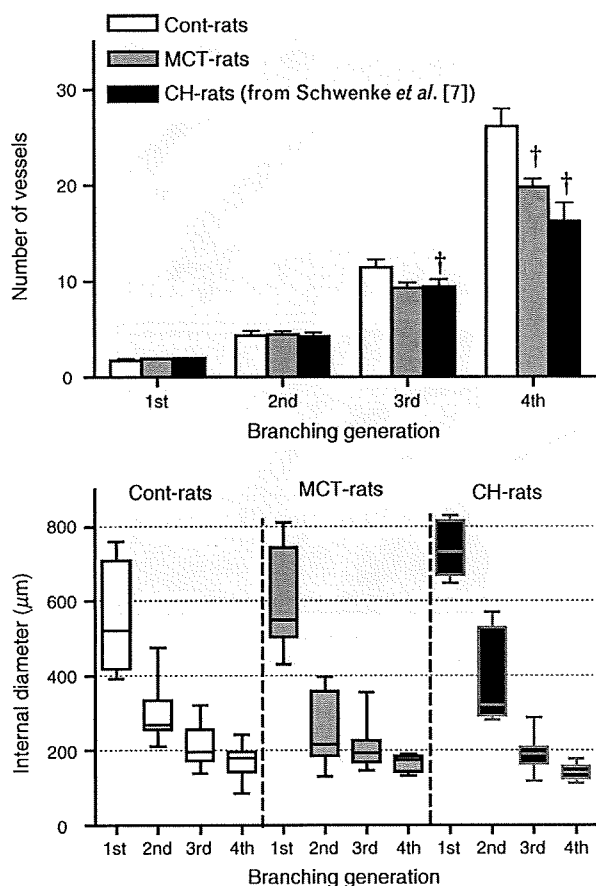 Cont-rats
MCT-rats
CH-rats (from Schwenke et al. [7])
Number of vessels
30
20
10
0
†
†
†
1st
2nd
3rd
4th
Branching generation
Cont-rats
MCT-rats
CH-rats
Internal diameter (μm)
800
600
400
200
0
1st 2nd 3rd 4th 1st 2nd 3rd 4th 1st 2nd 3rd 4th
Branching generation